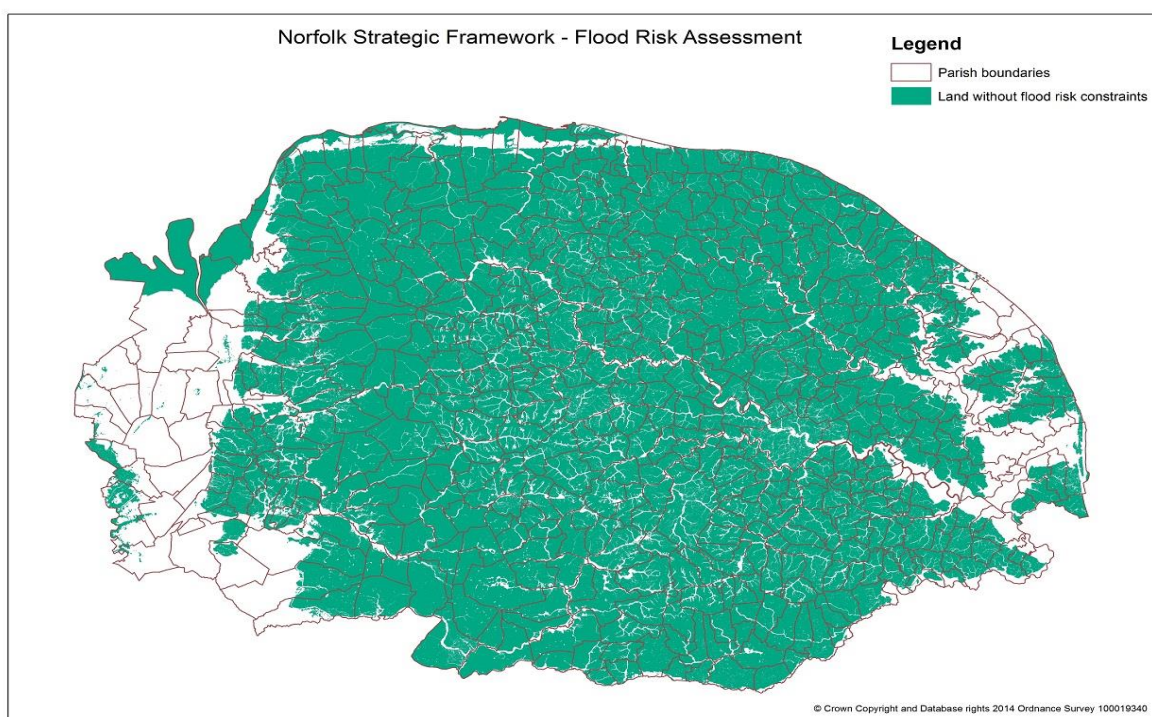 Norfolk Strategic Framework - Flood Risk Assessment
Legend
Parish boundaries
Land without flood risk constraints
© Crown Copyright and Database rights 2014 Ordnance Survey 100019340